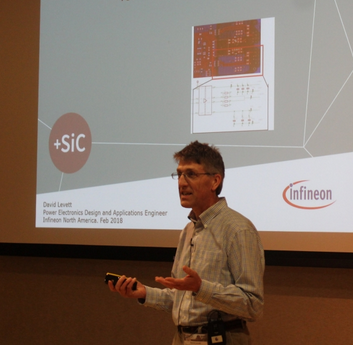 +SiC
David Levett
Power Electronics Design and Applications Engineer
Infineon North America. Feb 2018
infineon